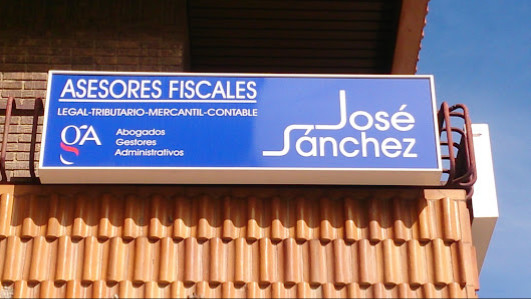 ASESORES FISCALES
LEGAL-TRIBUTARIO-MERCANTIL-CONTABLE
gA
Abogados
Gestores
Administrativos
José
Sánchez